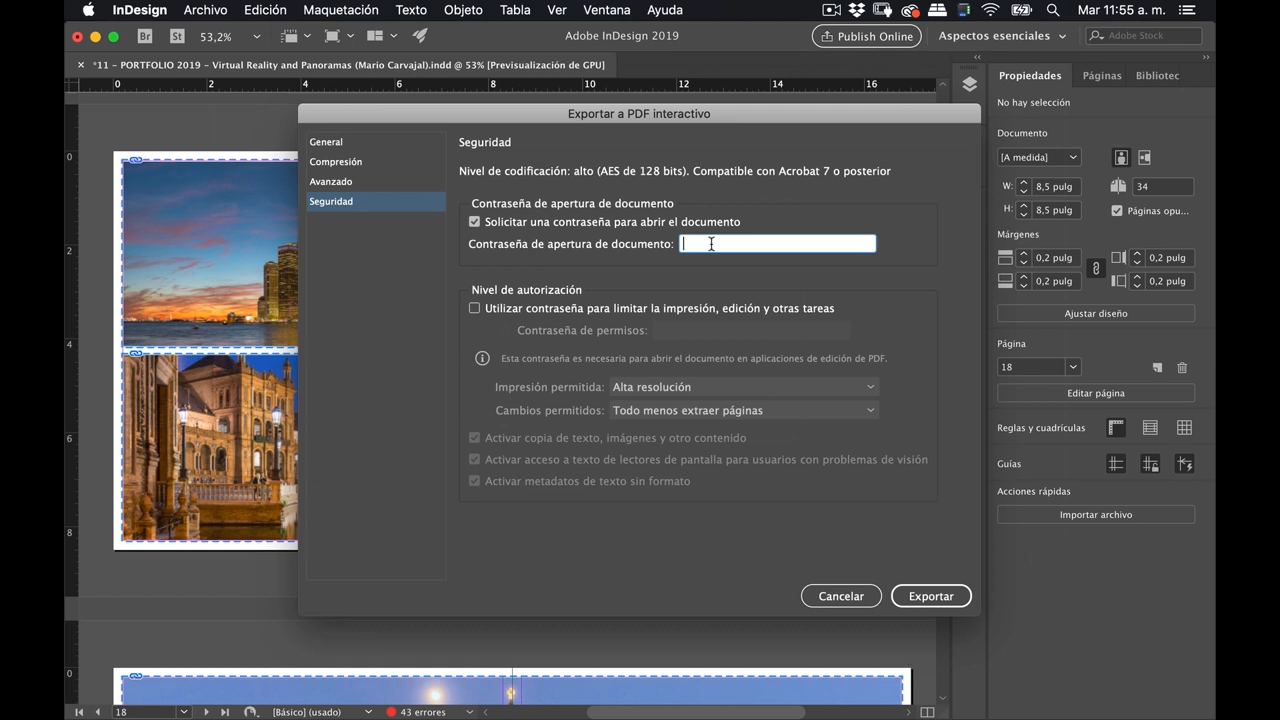 InDesign Archivo Edición Maquetación Texto Objeto Tabla Ver Ventana Ayuda Mar 11:55 a. m.
Br St 53,2% Adobe InDesign 2019 Publish Online Aspectos esenciales Adobe Stock
*11 - PORTFOLIO 2019 - Virtual Reality and Panoramas (Mario Carvajal).indd @ 53% [Previsualización de GPU]
0 2 4 6 8 10 12 14 16
0
2
4
6
8
0
Exportar a PDF interactivo
General
Compresión
Avanzado
Seguridad
Seguridad
Nivel de codificación: alto (AES de 128 bits). Compatible con Acrobat 7 o posterior
Contraseña de apertura de documento
Solicitar una contraseña para abrir el documento
Contraseña de apertura de documento:
Nivel de autorización
Utilizar contraseña para limitar la impresión, edición y otras tareas
Contraseña de permisos:
Esta contraseña es necesaria para abrir el documento en aplicaciones de edición de PDF.
Impresión permitida: Alta resolución
Cambios permitidos: Todo menos extraer páginas
Activar copia de texto, imágenes y otro contenido
Activar acceso a texto de lectores de pantalla para usuarios con problemas de visión
Activar metadatos de texto sin formato
Cancelar Exportar
Propiedades Páginas Bibliotec
No hay selección
Documento
[A medida]
W: 8,5 pulg 34
H: 8,5 pulg Páginas opu...
Márgenes
0,2 pulg 0,2 pulg
0,2 pulg 0,2 pulg
Ajustar diseño
Página
18
Editar página
Reglas y cuadrículas
Guías
Acciones rápidas
Importar archivo
18 [Básico] (usado) 43 errores